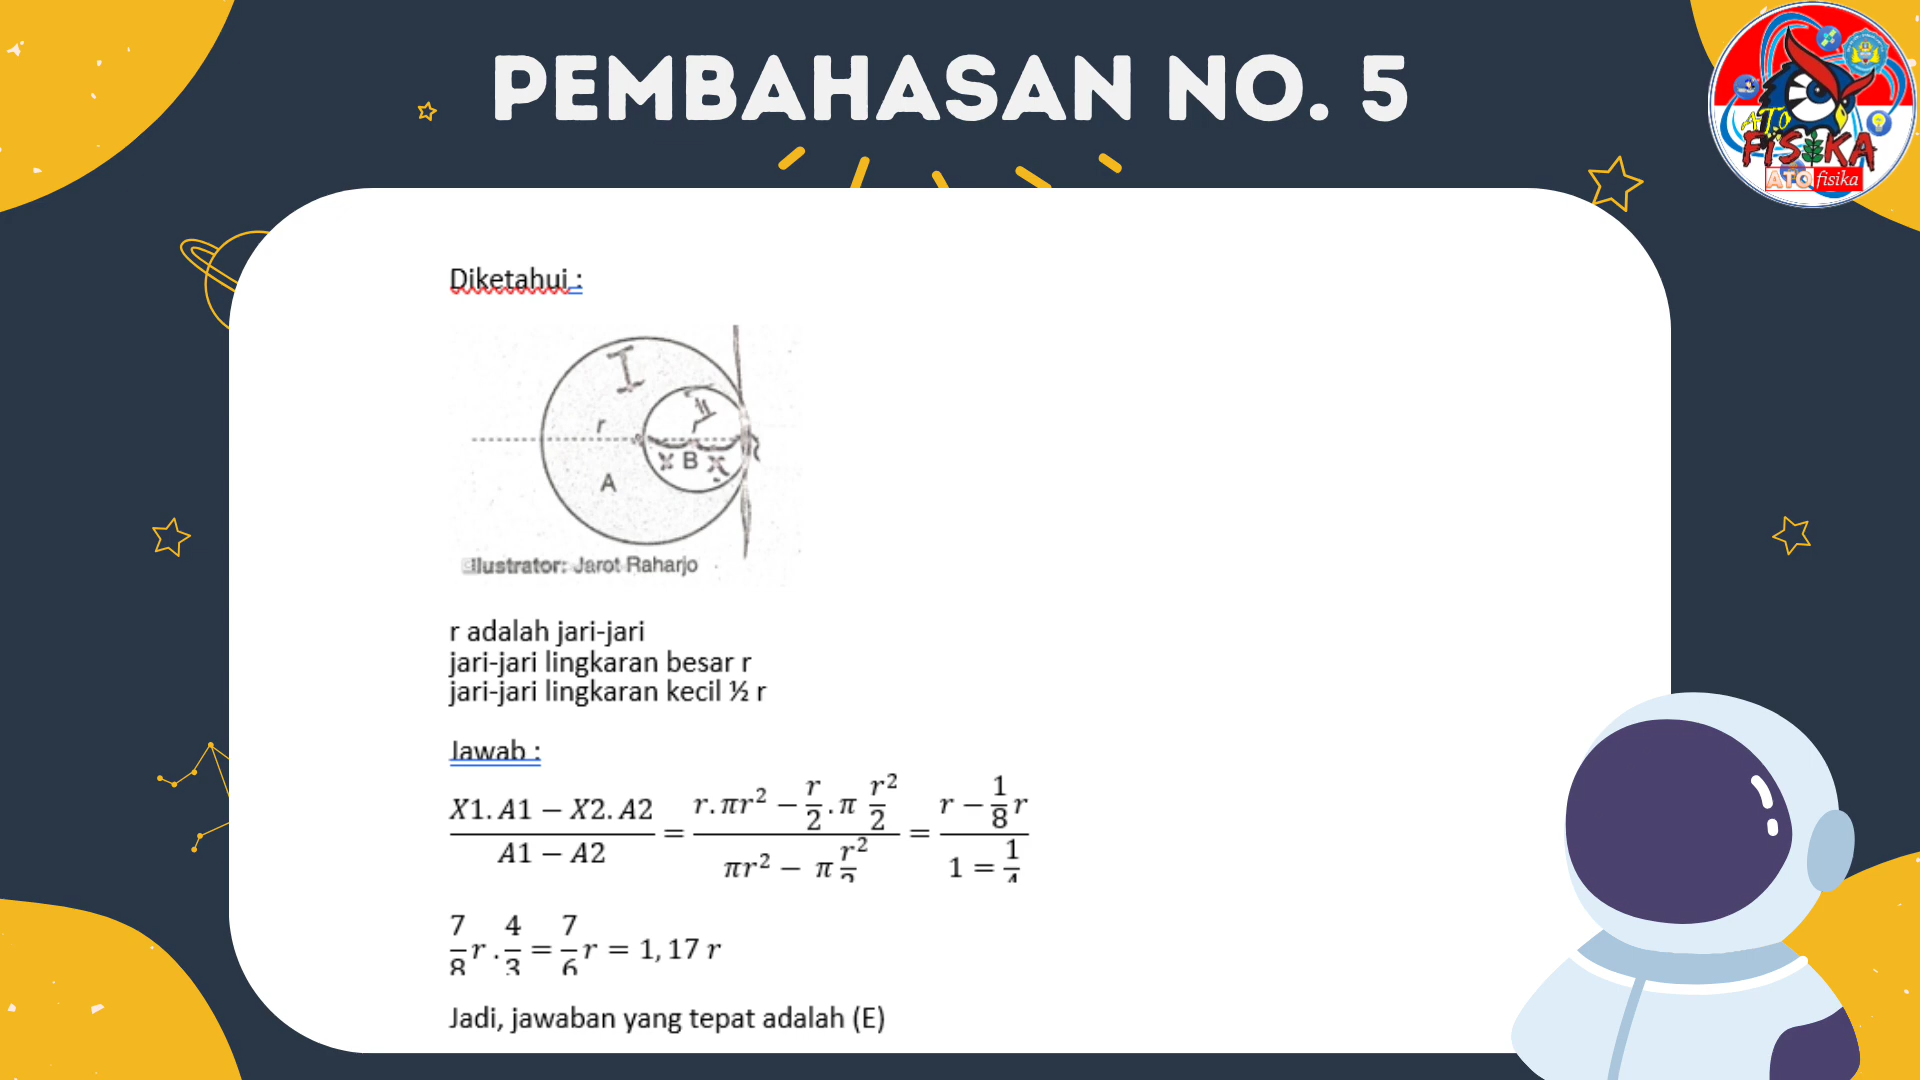 PEMBAHASAN NO. 5
ATO
FISIKA
ATO fisika
Diketahui :
I
II
r
r
x B x
R
A
Illustrator: Jarot Raharjo
r adalah jari-jari
jari-jari lingkaran besar r
jari-jari lingkaran kecil ½ r
Jawab :
(X1. A1 − X2. A2)/(A1 − A2) = (r. πr² − r/2 . π r²/2)/(πr² − π r²/2) = (r − 1/8 r)/(1 = 1/4)
7/8 r . 4/3 = 7/6 r = 1, 17 r
Jadi, jawaban yang tepat adalah (E)